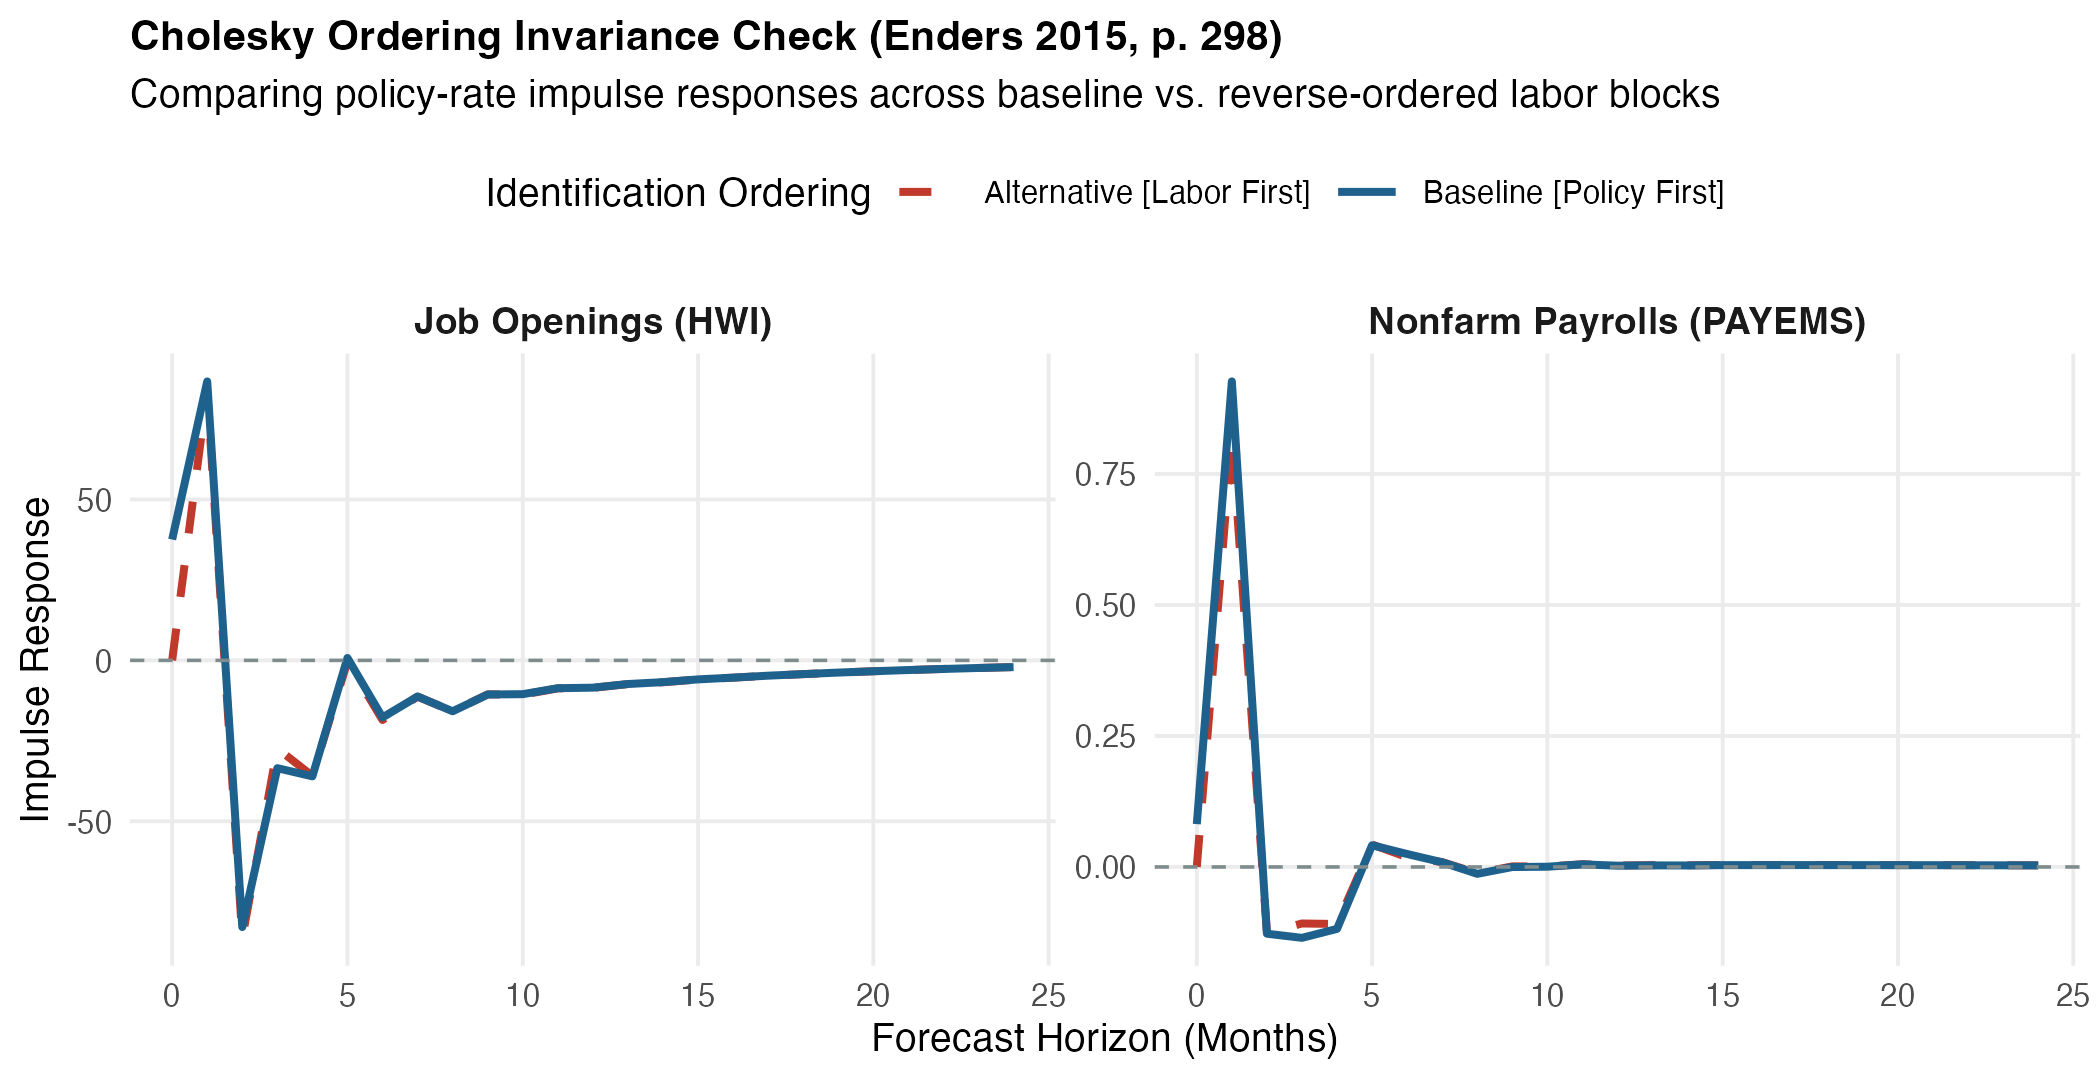 Cholesky Ordering Invariance Check (Enders 2015, p. 298)
Comparing policy-rate impulse responses across baseline vs. reverse-ordered labor blocks
Identification Ordering Alternative [Labor First] Baseline [Policy First]
Job Openings (HWI)
Nonfarm Payrolls (PAYEMS)
Impulse Response
50
0
-50
0 5 10 15 20 25
0.75
0.50
0.25
0.00
0 5 10 15 20 25
Forecast Horizon (Months)